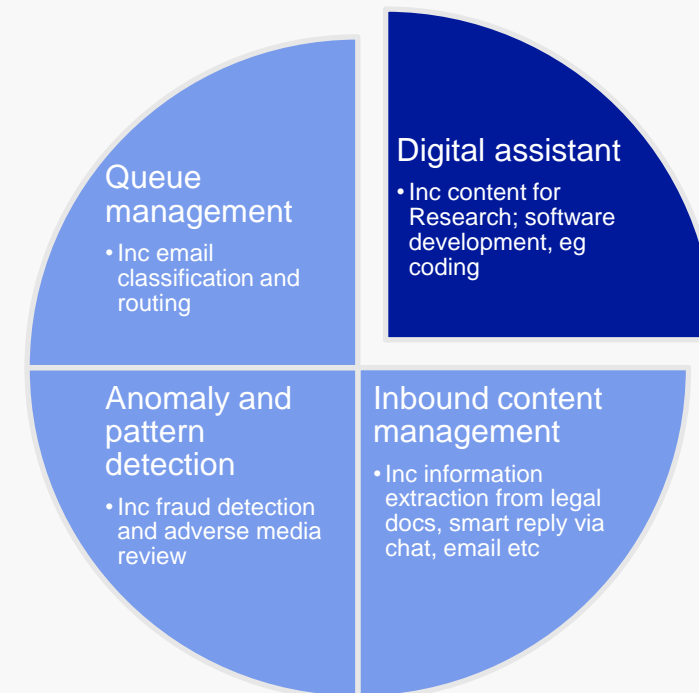 Queue
management
• Inc email
classification and
routing
Digital assistant
• Inc content for
Research; software
development, eg
coding
Anomaly and
pattern
detection
• Inc fraud detection
and adverse media
review
Inbound content
management
• Inc information
extraction from legal
docs, smart reply via
chat, email etc